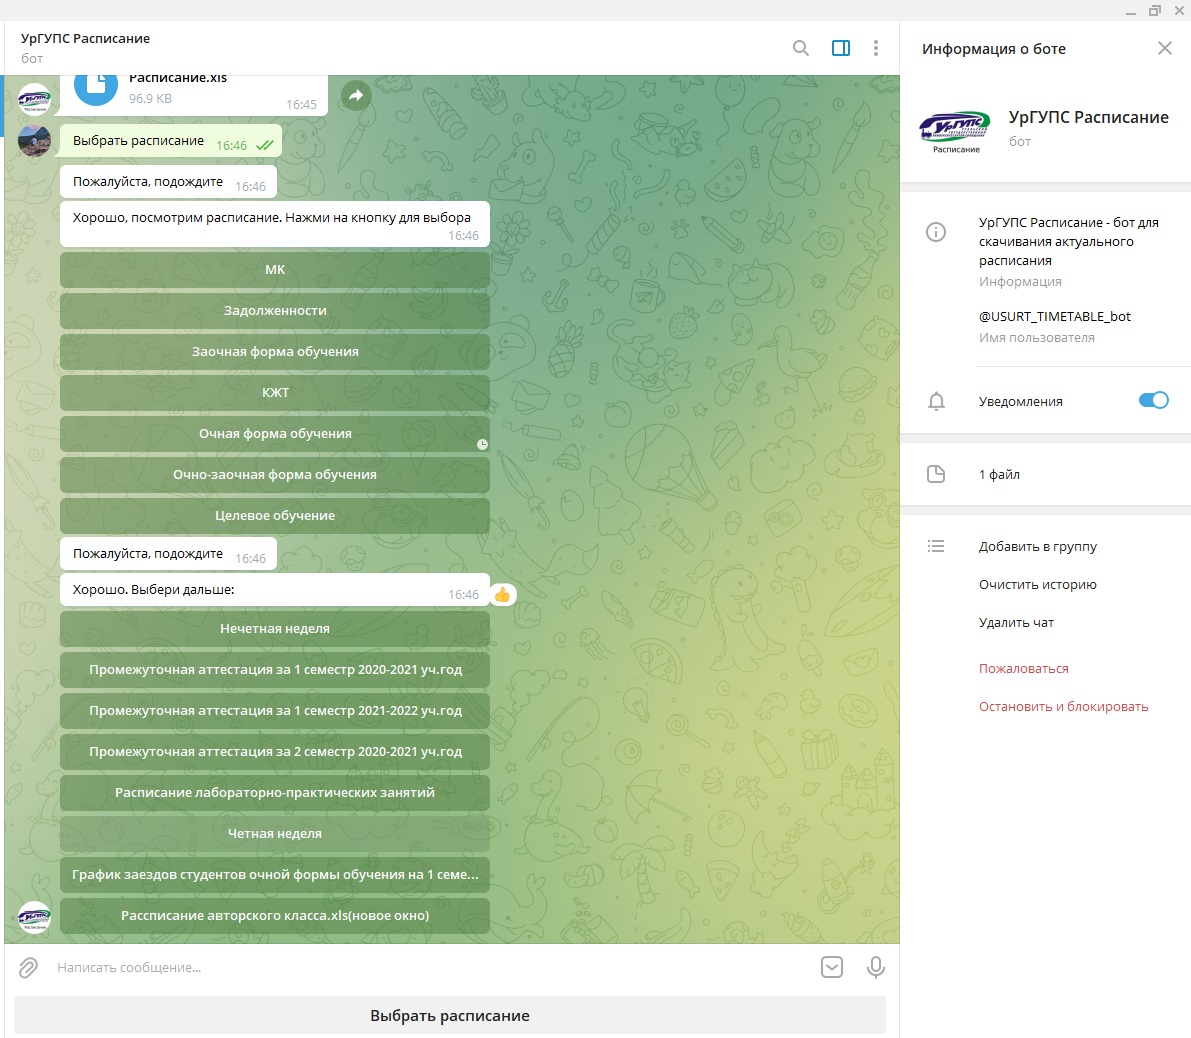 УрГУПС Расписание
бот
Расписание.xls
96.9 KB
16:45
Выбрать расписание 16:46
Пожалуйста, подождите 16:46
Хорошо, посмотрим расписание. Нажми на кнопку для выбора
16:46
МК
Задолженности
Заочная форма обучения
КЖТ
Очная форма обучения
Очно-заочная форма обучения
Целевое обучение
Пожалуйста, подождите 16:46
Хорошо. Выбери дальше: 16:46
Нечетная неделя
Промежуточная аттестация за 1 семестр 2020-2021 уч.год
Промежуточная аттестация за 1 семестр 2021-2022 уч.год
Промежуточная аттестация за 2 семестр 2020-2021 уч.год
Расписание лабораторно-практических занятий
Четная неделя
График заездов студентов очной формы обучения на 1 семе...
Рассписание авторского класса.xls(новое окно)
Написать сообщение...
Выбрать расписание
Информация о боте
УрГУПС
Расписание
УрГУПС Расписание
бот
УрГУПС Расписание - бот для
скачивания актуального
расписания
Информация
@USURT_TIMETABLE_bot
Имя пользователя
Уведомления
1 файл
Добавить в группу
Очистить историю
Удалить чат
Пожаловаться
Остановить и блокировать